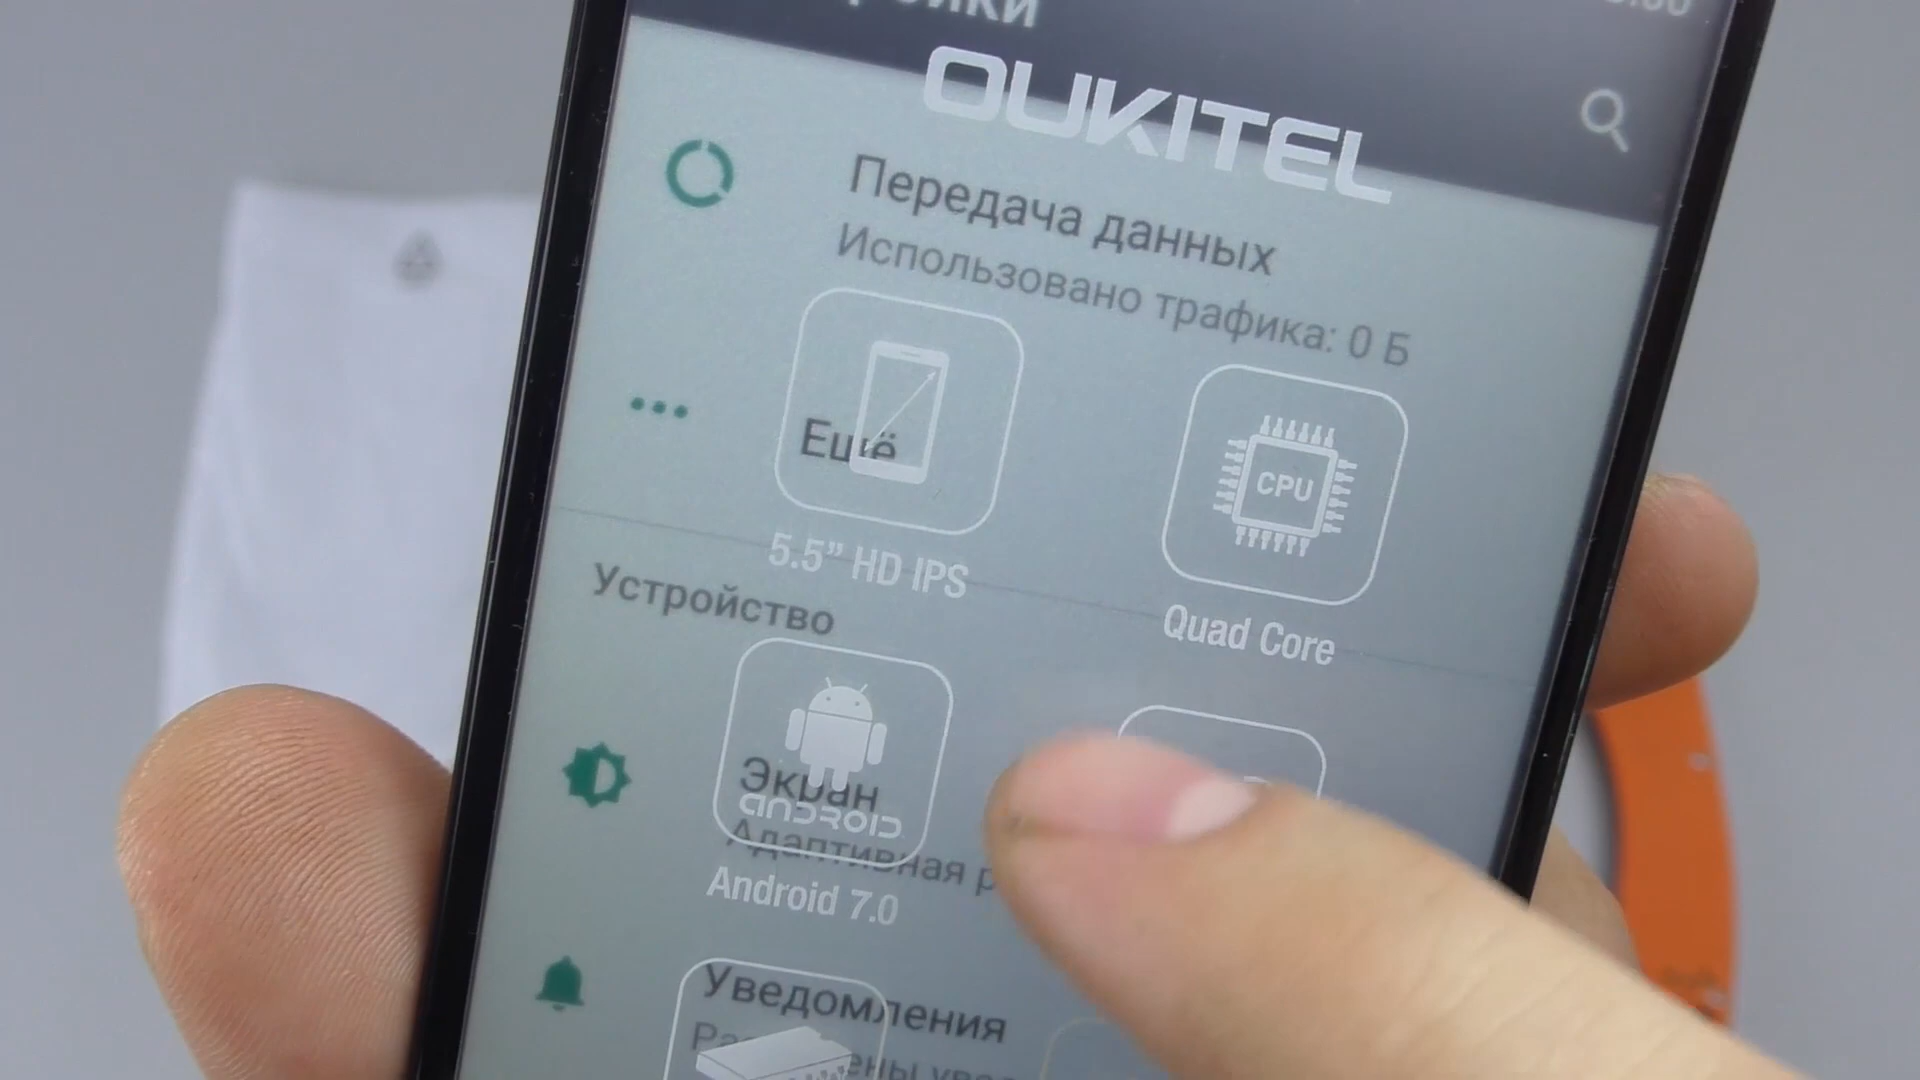 OUKITEL
Передача данных
Использовано трафика: 0 Б
Ещё
CPU
5.5” HD IPS
Quad Core
Устройство
Экран
ANDROID
Адаптивная
Android 7.0
Уведомления